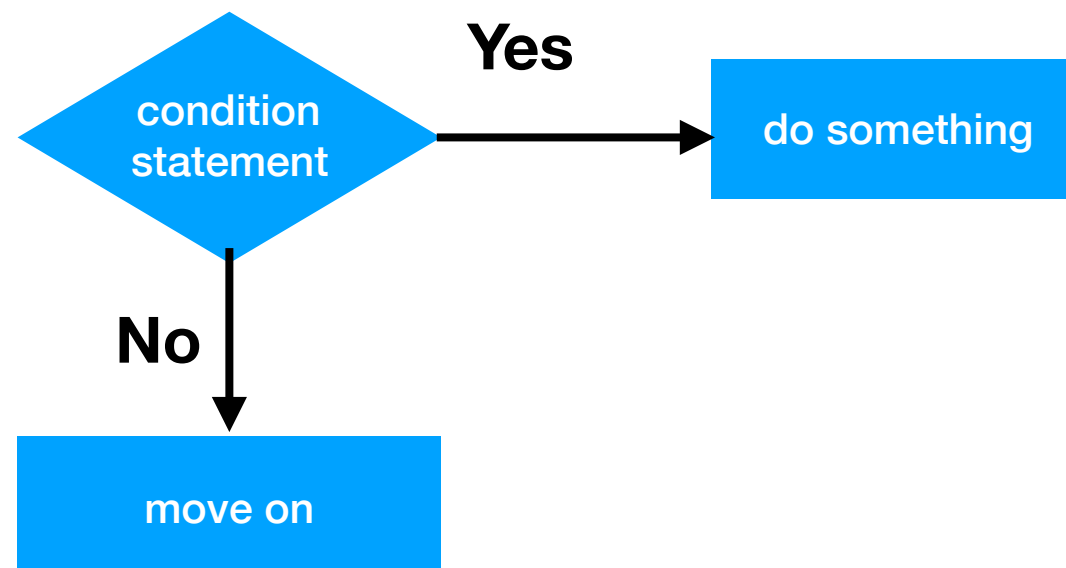 Yes
condition
statement
do something
No
move on